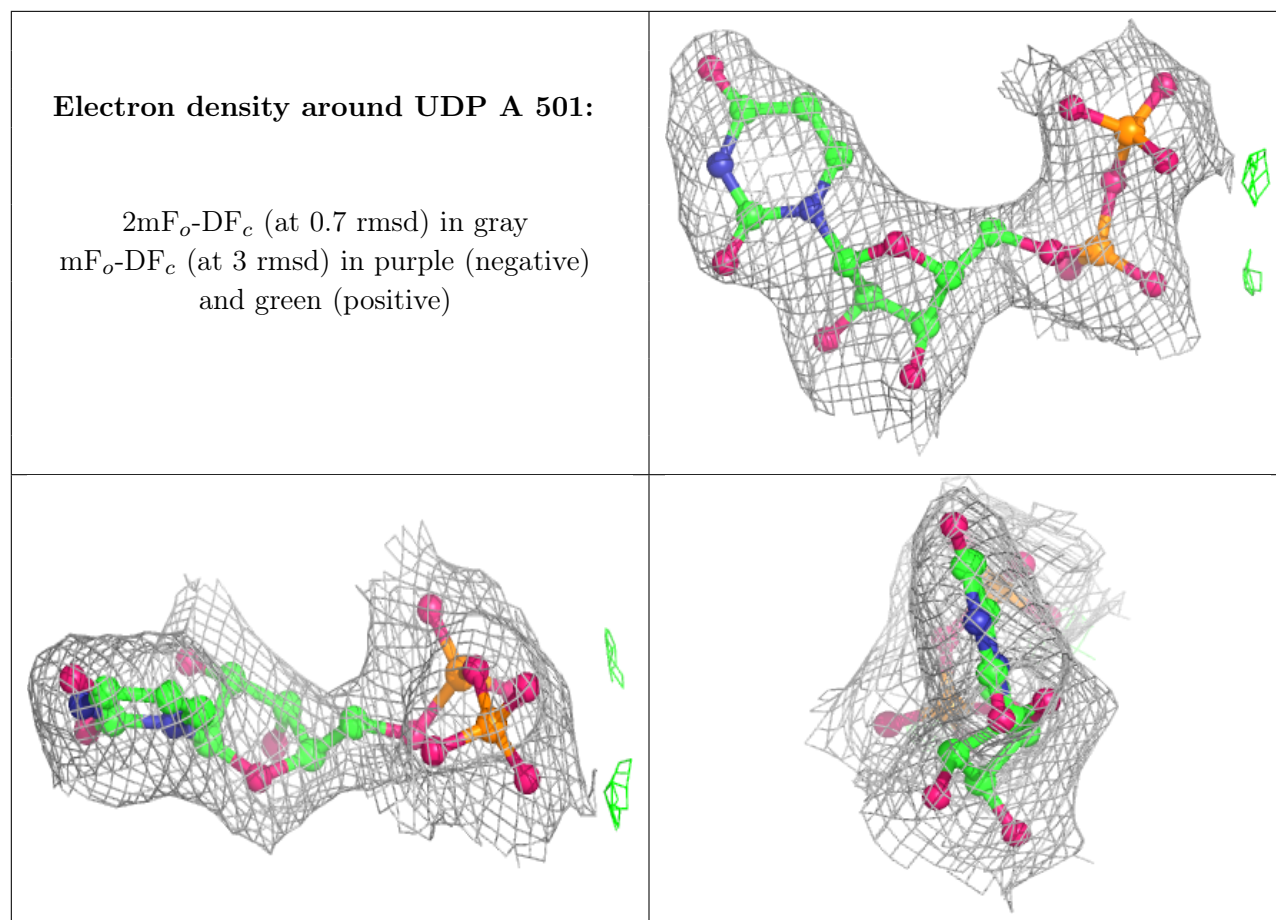 Electron density around UDP A 501:
2mFo-DFc (at 0.7 rmsd) in gray
mFo-DFc (at 3 rmsd) in purple (negative)
and green (positive)